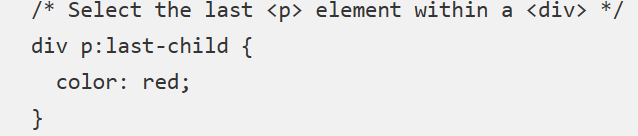 /* Select the last <p> element within a <div> */
div p:last-child {
  color: red;
}